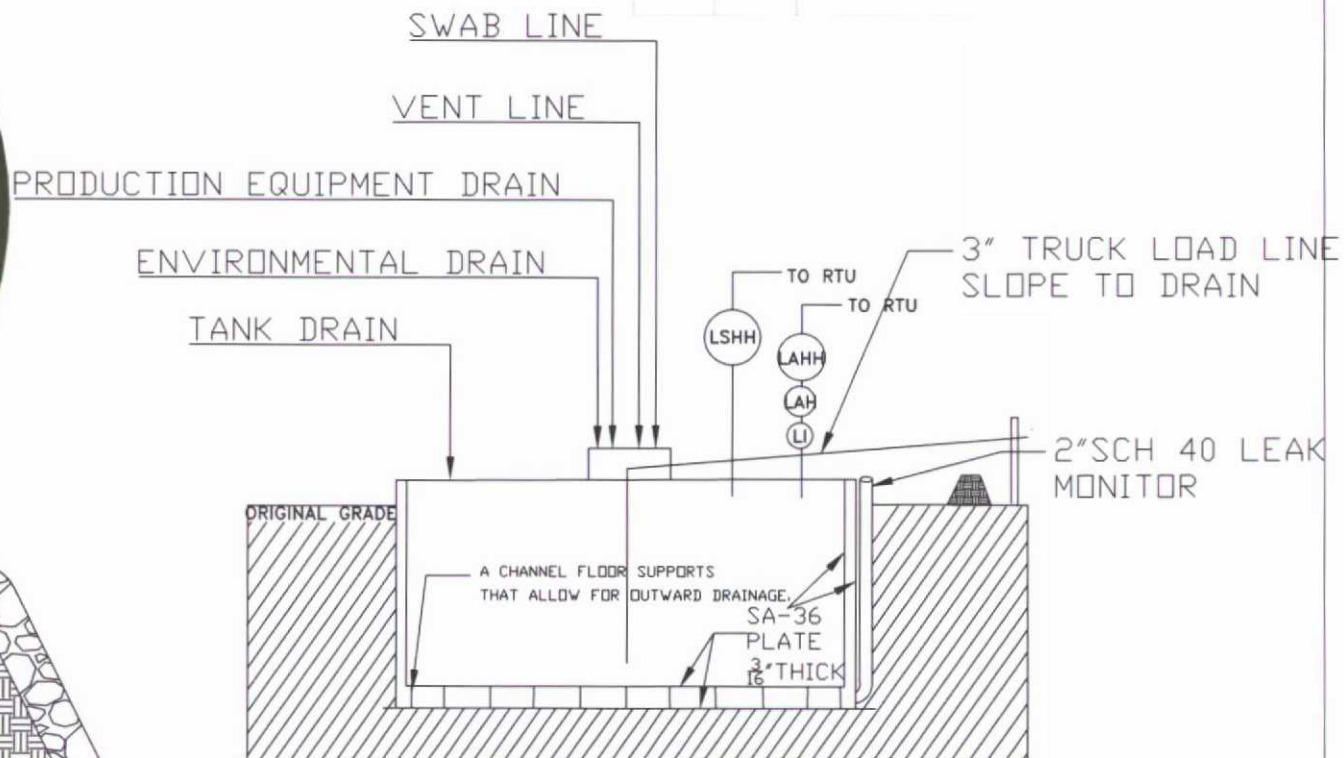 SWAB LINE
VENT LINE
PRODUCTION EQUIPMENT DRAIN
ENVIRONMENTAL DRAIN
TANK DRAIN
TO RTU
TO RTU
LSHH
LAHH
LAH
LI
3" TRUCK LOAD LINE
SLOPE TO DRAIN
2"SCH 40 LEAK
MONITOR
ORIGINAL GRADE
A CHANNEL FLOOR SUPPORTS
THAT ALLOW FOR OUTWARD DRAINAGE.
SA-36
PLATE
3/16"THICK